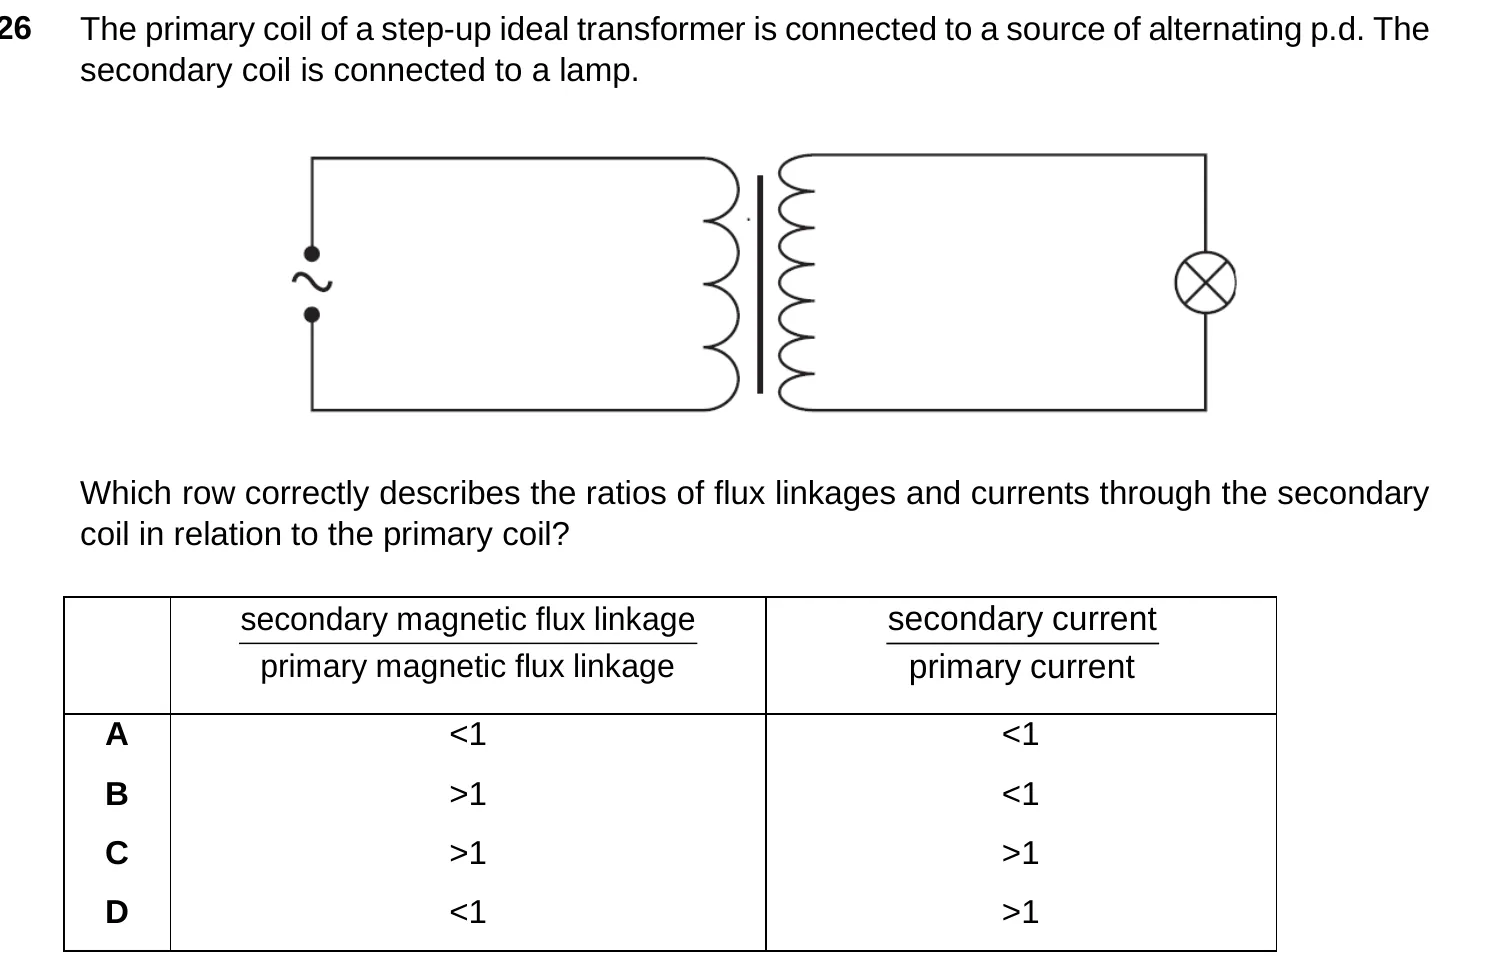 26 The primary coil of a step-up ideal transformer is connected to a source of alternating p.d. The
secondary coil is connected to a lamp.
Which row correctly describes the ratios of flux linkages and currents through the secondary
coil in relation to the primary coil?
secondary magnetic flux linkage secondary current
primary magnetic flux linkage primary current
A <1 <1
B >1 <1
C >1 >1
D <1 >1